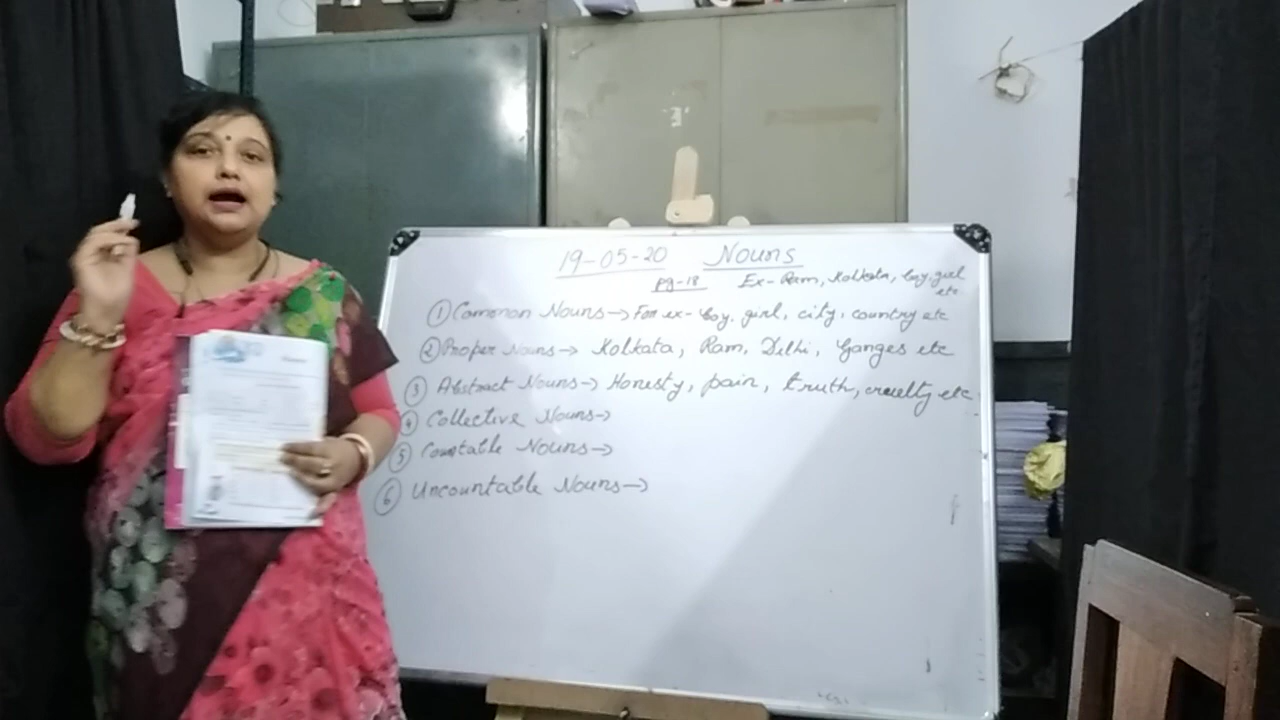 19-05-20 Nouns
pg-18 Ex- Ram, Kolkata, boy, girl
etc
① Common Nouns → For ex- boy, girl, city, country etc
② Proper Nouns → Kolkata, Ram, Delhi, Ganges etc
③ Abstract Nouns → Honesty, pain, truth, cruelty etc
④ Collective Nouns →
⑤ Countable Nouns →
⑥ Uncountable Nouns →